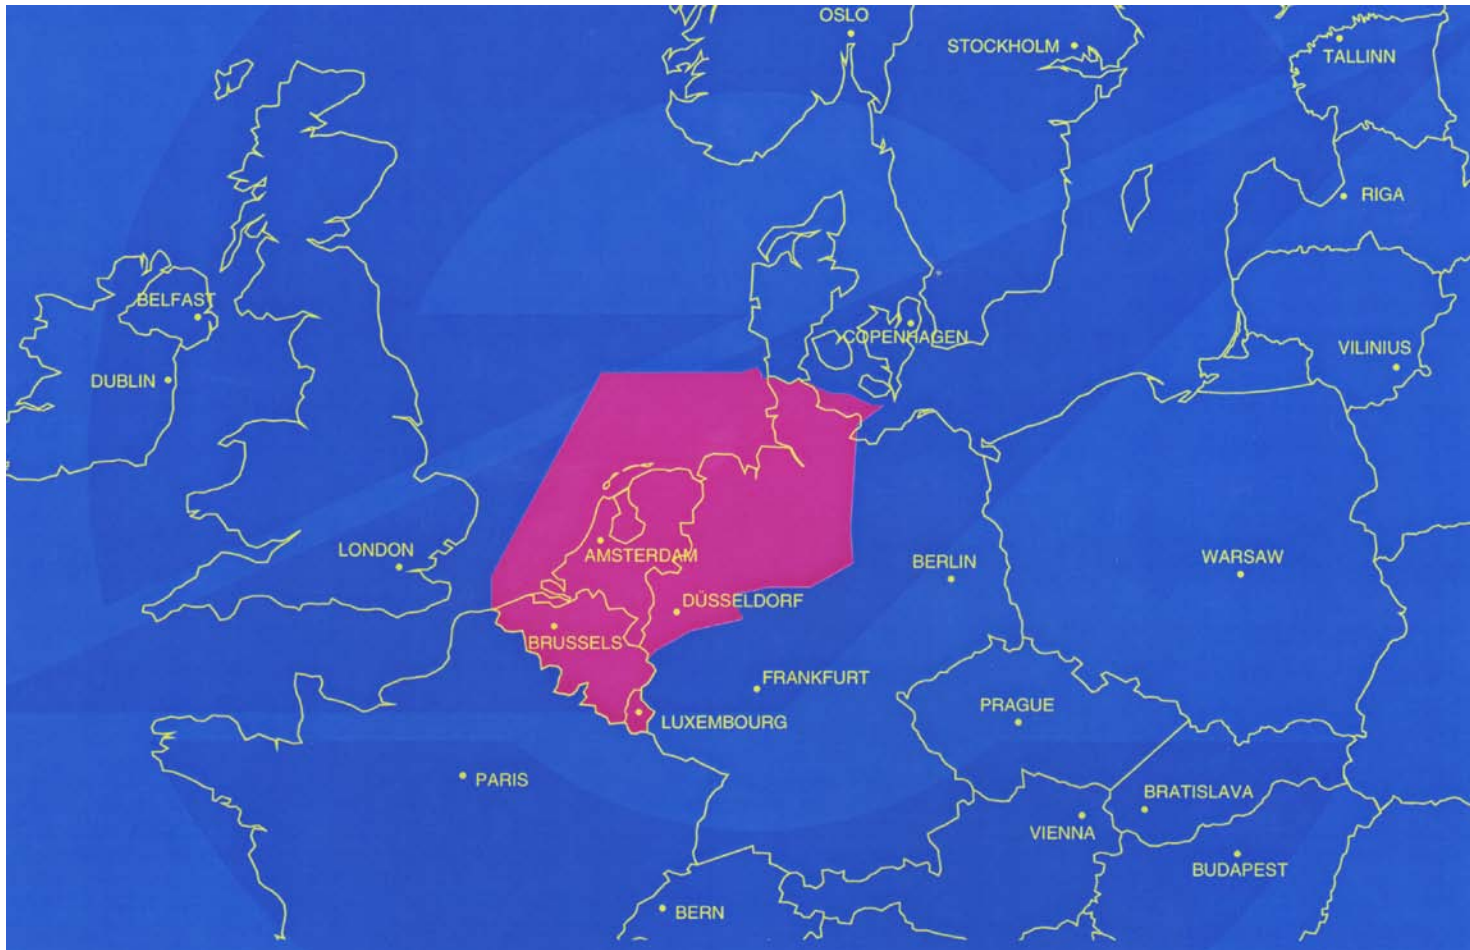 OSLO
STOCKHOLM
TALLINN
RIGA
BELFAST
COPENHAGEN
VILINIUS
DUBLIN
LONDON
AMSTERDAM
BERLIN
WARSAW
DÜSSELDORF
BRUSSELS
FRANKFURT
PRAGUE
LUXEMBOURG
PARIS
BRATISLAVA
VIENNA
BUDAPEST
BERN